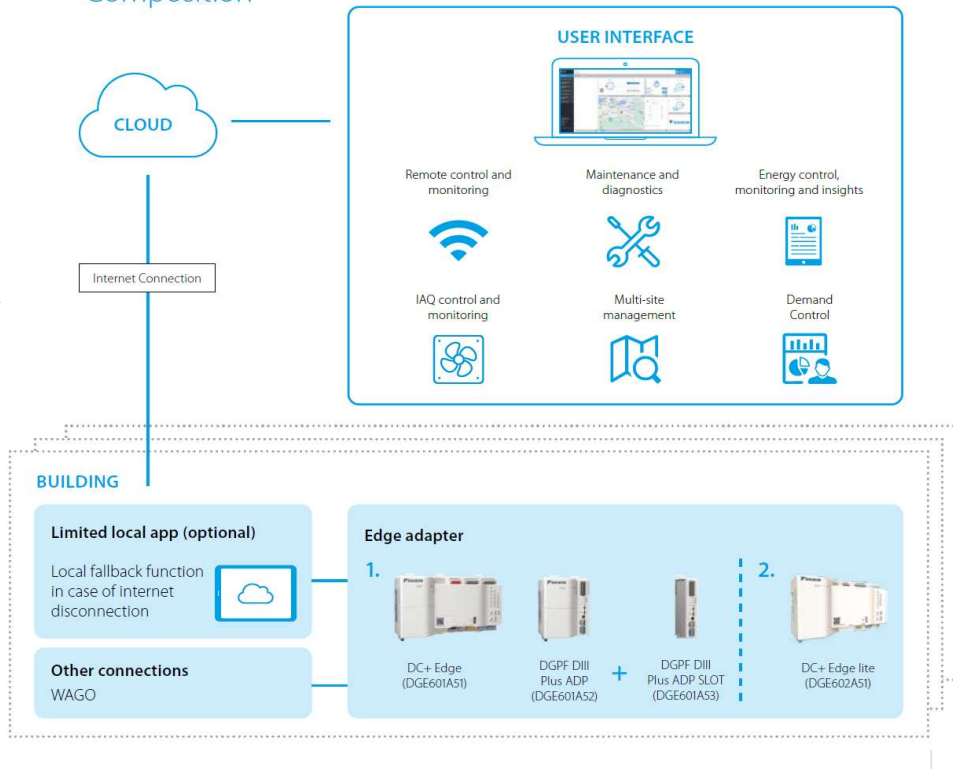 Composition
USER INTERFACE
CLOUD
Remote control and
monitoring
Maintenance and
diagnostics
Energy control,
monitoring and insights
Internet Connection
IAQ control and
monitoring
Multi-site
management
Demand
Control
BUILDING
Limited local app (optional)
Local fallback function
in case of internet
disconnection
Other connections
WAGO
Edge adapter
1.
DC+ Edge
(DGE601A51)
DGPF DIII
Plus ADP
(DGE601A52)
+
DGPF DIII
Plus ADP SLOT
(DGE601A53)
2.
DC+ Edge lite
(DGE602A51)